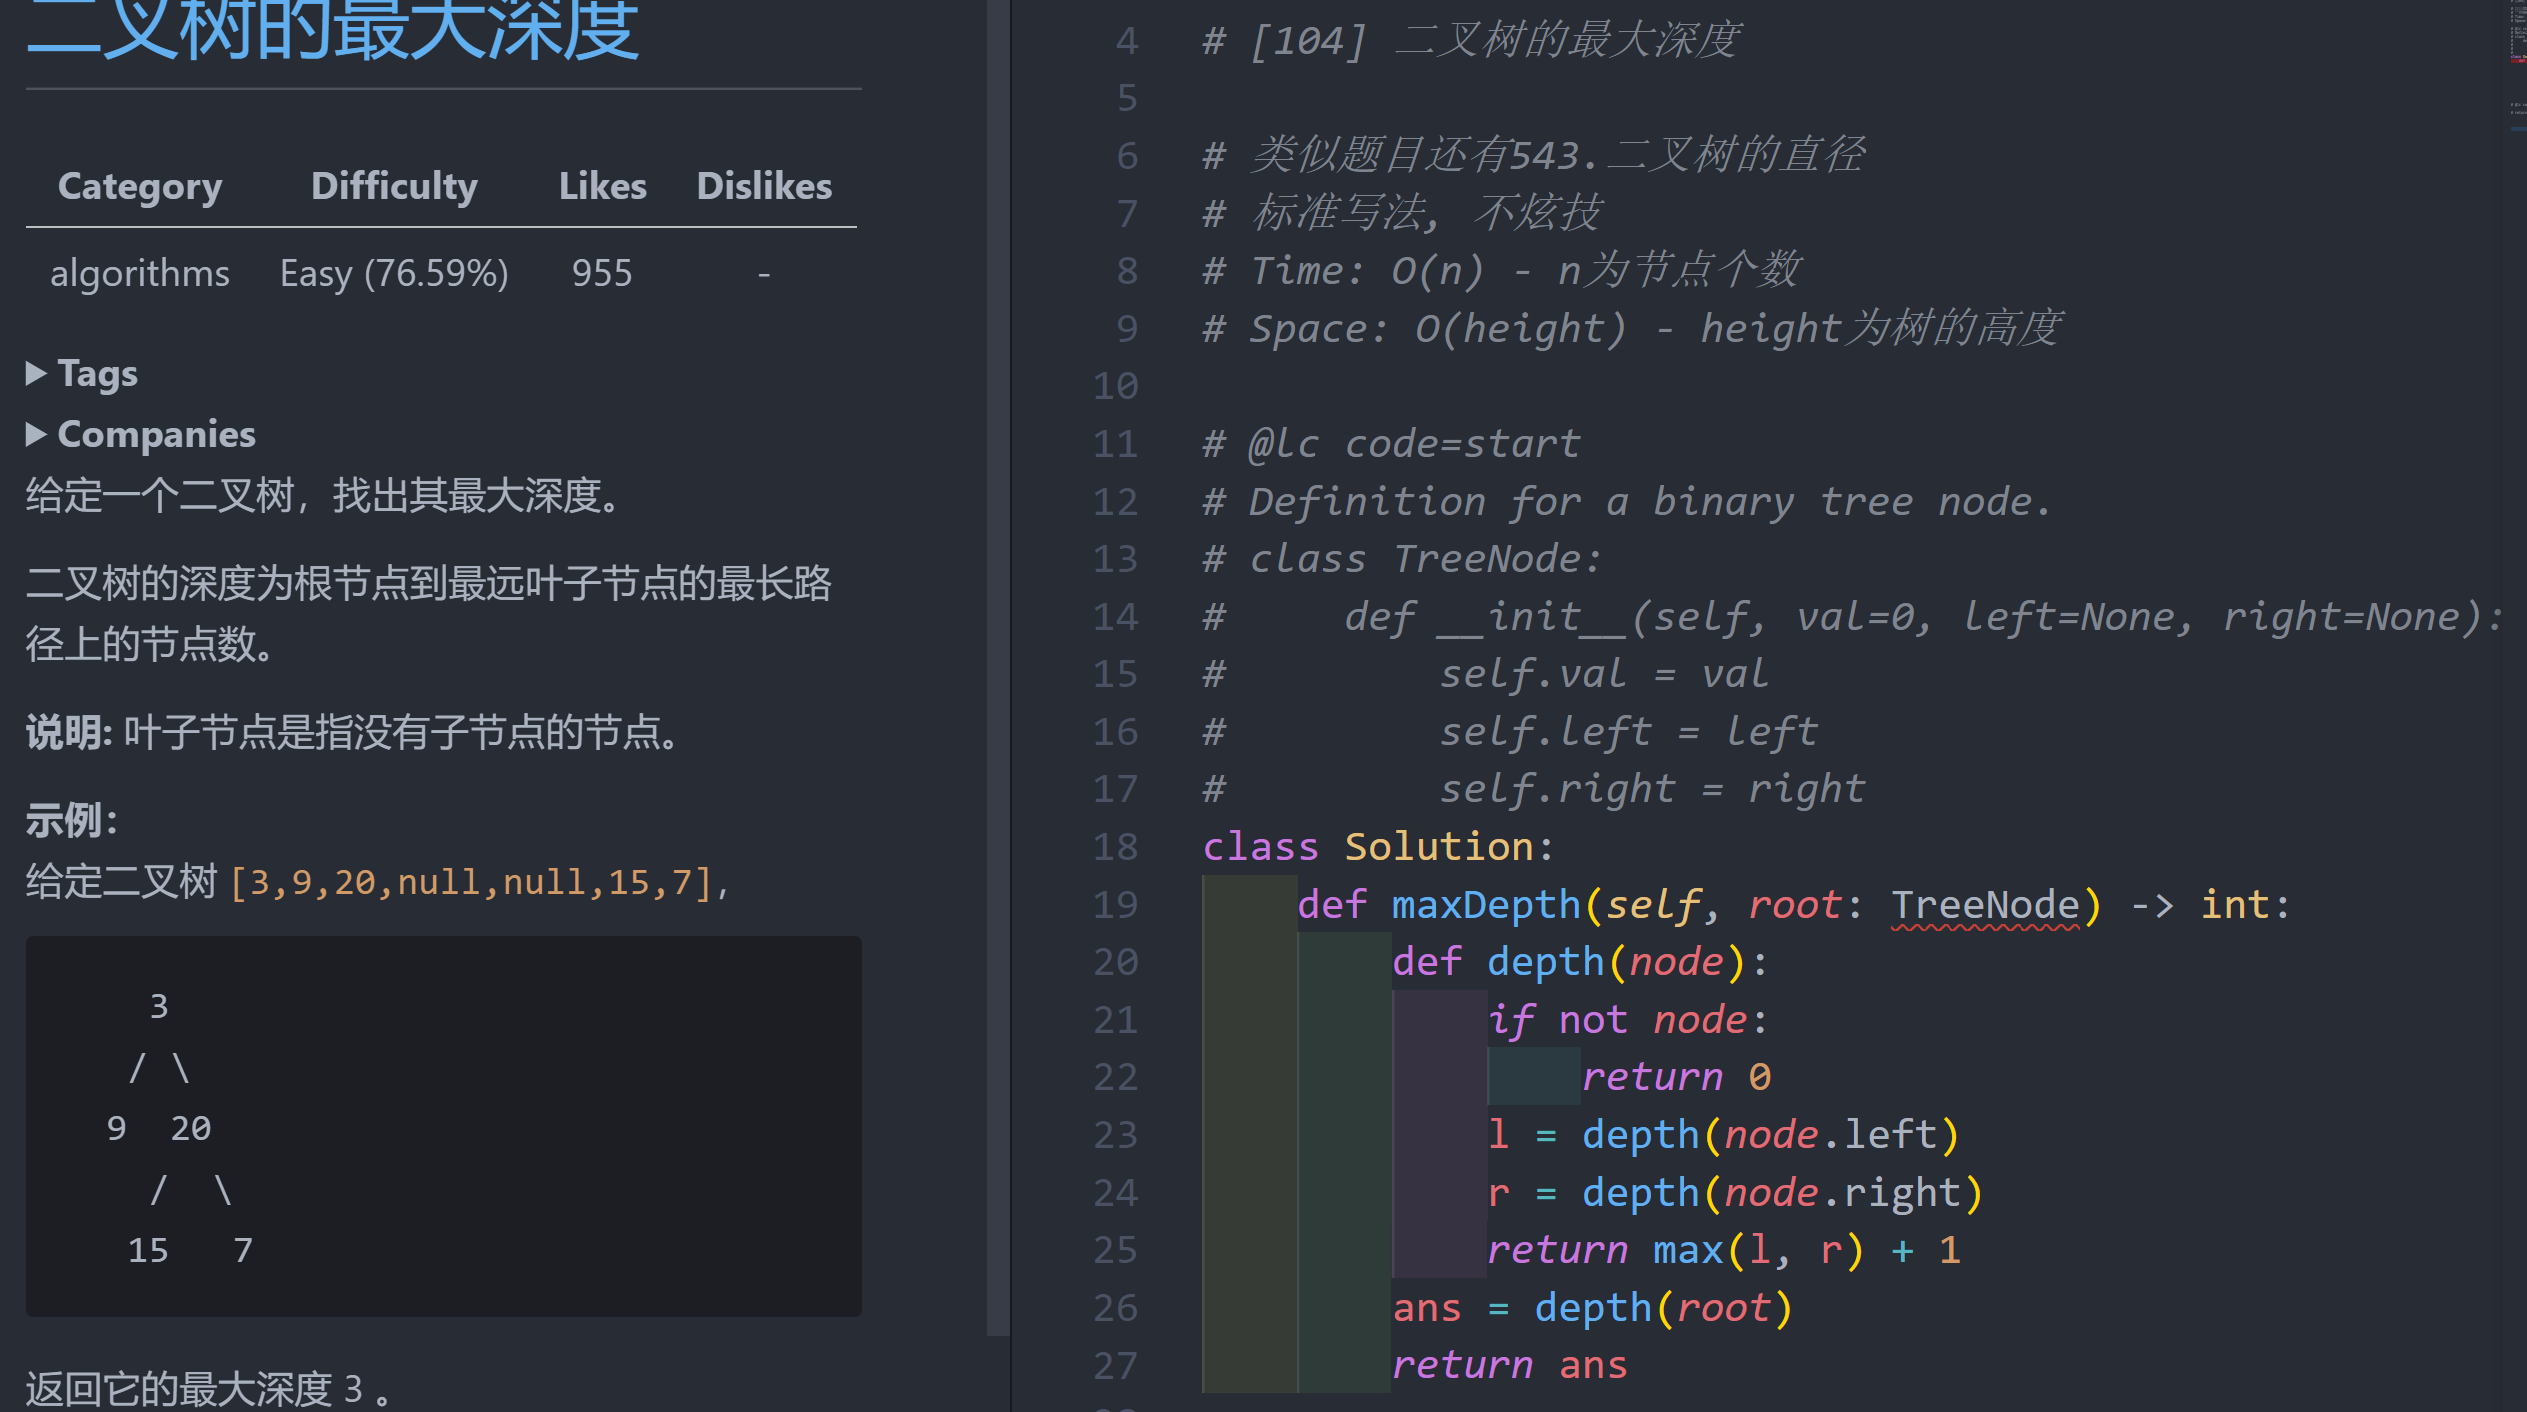 二叉树的最大深度
Category Difficulty Likes Dislikes
algorithms Easy (76.59%) 955 -
▶ Tags
▶ Companies
给定一个二叉树，找出其最大深度。
二叉树的深度为根节点到最远叶子节点的最长路
径上的节点数。
说明: 叶子节点是指没有子节点的节点。
示例：
给定二叉树 [3,9,20,null,null,15,7]，
    3
   / \
  9  20
    /  \
   15   7
返回它的最大深度 3 。
4 # [104] 二叉树的最大深度
5
6 # 类似题目还有543.二叉树的直径
7 # 标准写法, 不炫技
8 # Time: O(n) - n为节点个数
9 # Space: O(height) - height为树的高度
10
11 # @lc code=start
12 # Definition for a binary tree node.
13 # class TreeNode:
14 #     def __init__(self, val=0, left=None, right=None):
15 #         self.val = val
16 #         self.left = left
17 #         self.right = right
18 class Solution:
19     def maxDepth(self, root: TreeNode) -> int:
20         def depth(node):
21             if not node:
22                 return 0
23             l = depth(node.left)
24             r = depth(node.right)
25             return max(l, r) + 1
26         ans = depth(root)
27         return ans